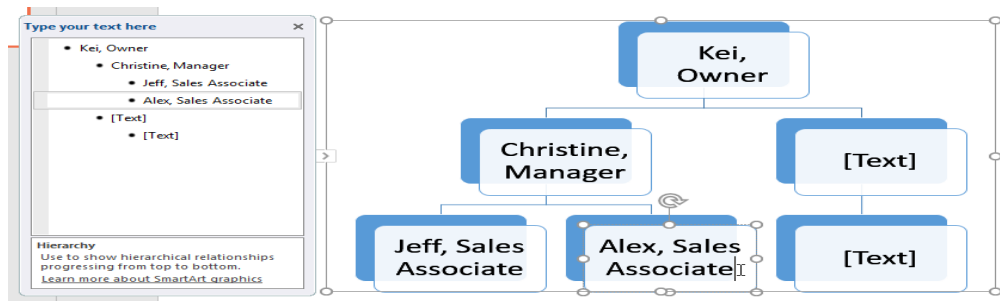 Type your text here
Kei, Owner
Christine, Manager
Jeff, Sales Associate
Alex, Sales Associate
[Text]
[Text]
Hierarchy
Use to show hierarchical relationships
progressing from top to bottom.
Learn more about SmartArt graphics
Kei,
Owner
Christine,
Manager
[Text]
Jeff, Sales
Associate
Alex, Sales
Associate
[Text]